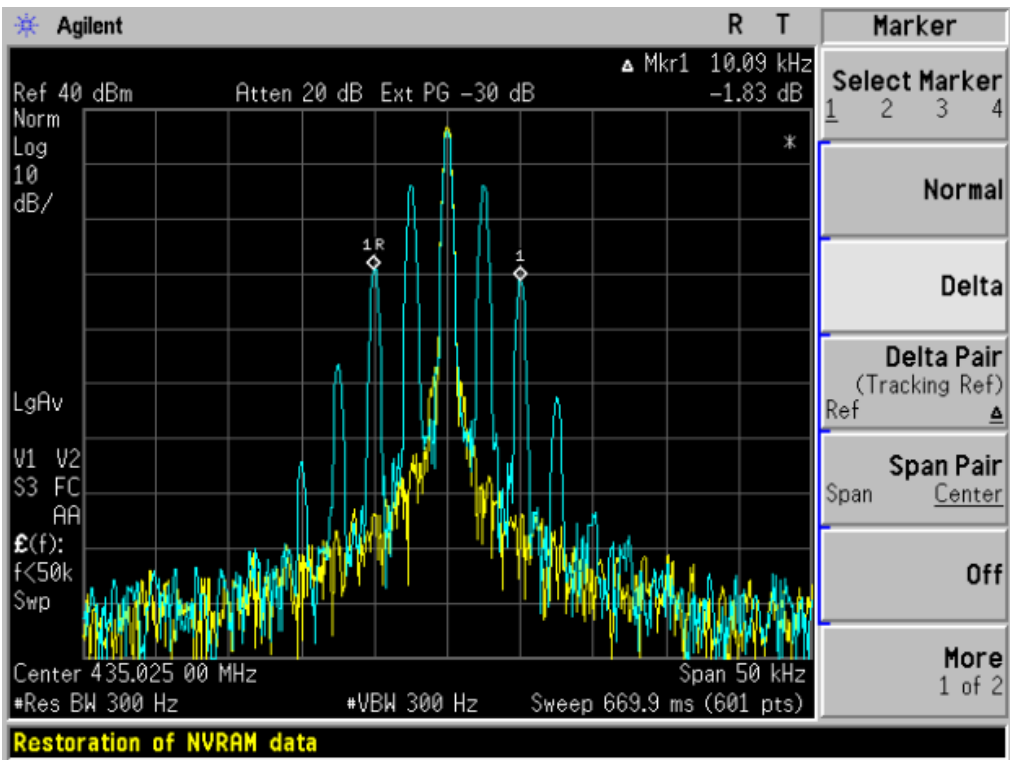 Agilent R T Marker
Δ Mkr1 10.09 kHz
Ref 40 dBm Atten 20 dB Ext PG -30 dB -1.83 dB
Norm
Log
10
dB/
*
1R
1
LgAv
V1 V2
S3 FC
AA
£(f):
f<50k
Swp
Center 435.025 00 MHz Span 50 kHz
#Res BW 300 Hz #VBW 300 Hz Sweep 669.9 ms (601 pts)
Restoration of NVRAM data
Select Marker
1 2 3 4
Normal
Delta
Delta Pair
(Tracking Ref)
Ref Δ
Span Pair
Span Center
Off
More
1 of 2